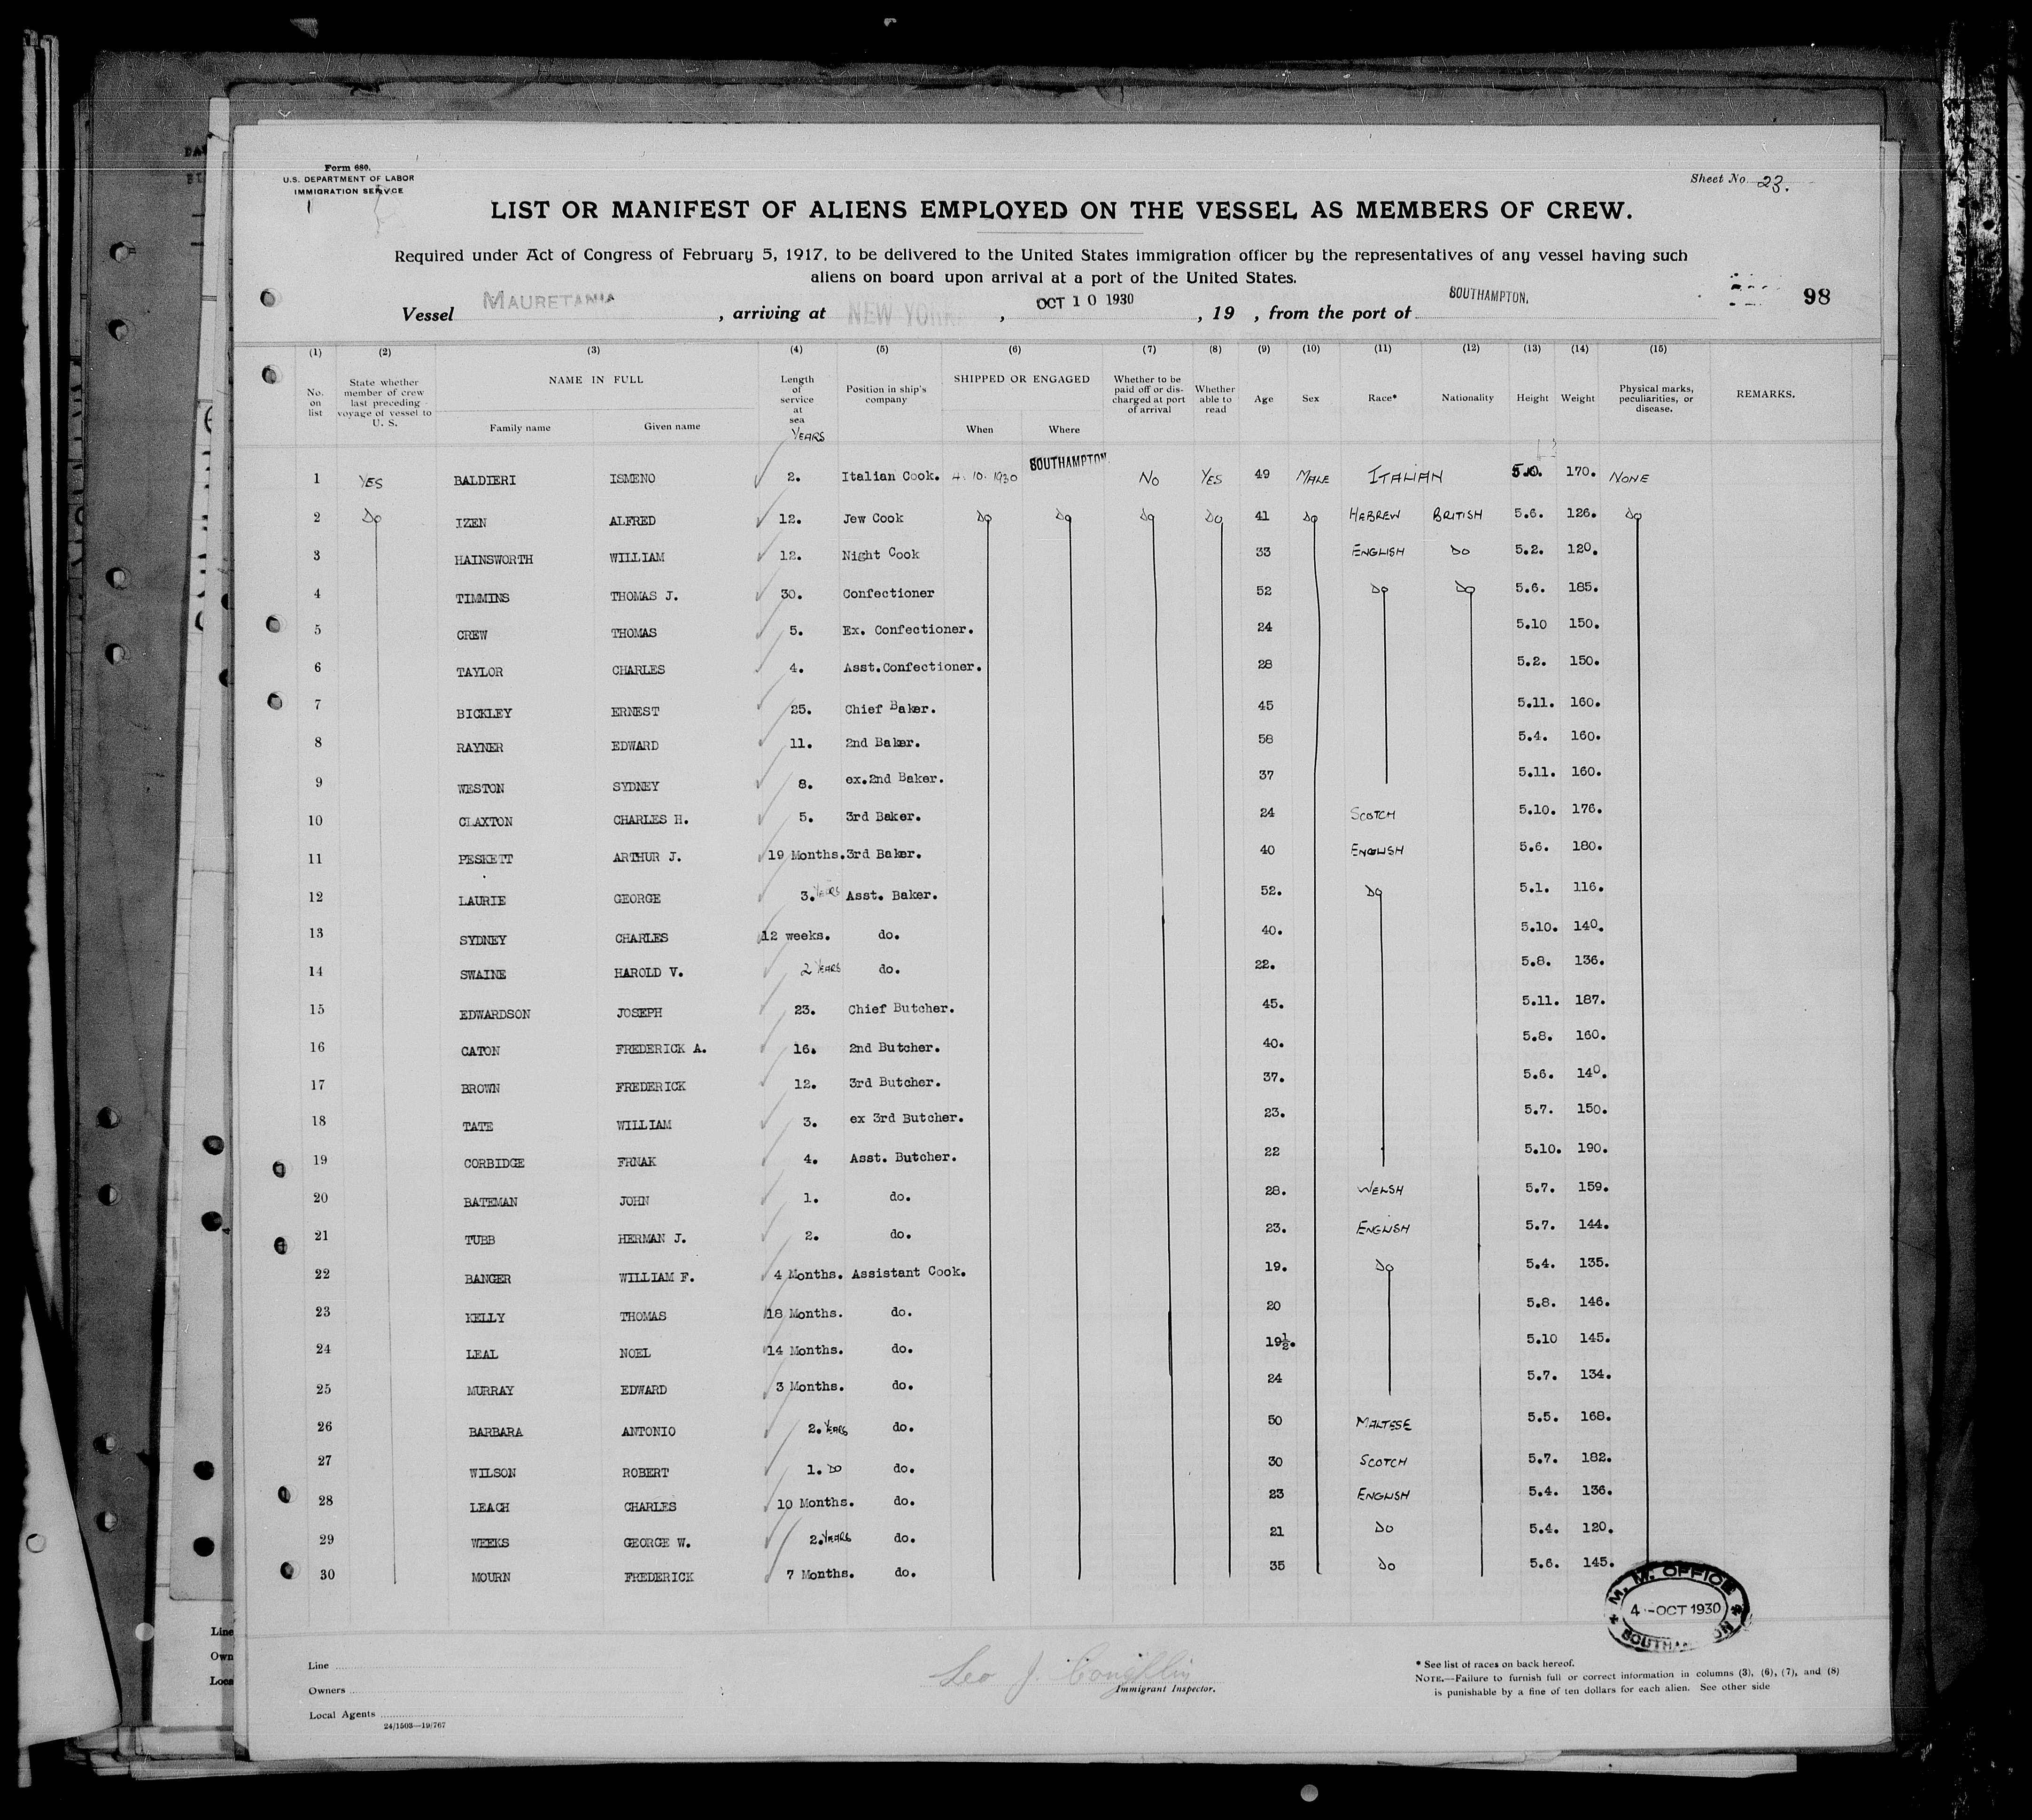 Form 680.
U.S. DEPARTMENT OF LABOR
IMMIGRATION SERVICE
Sheet No. 23.
LIST OR MANIFEST OF ALIENS EMPLOYED ON THE VESSEL AS MEMBERS OF CREW.
Required under Act of Congress of February 5, 1917, to be delivered to the United States immigration officer by the representatives of any vessel having such
aliens on board upon arrival at a port of the United States.
98
Vessel MAURETANIA, arriving at NEW YORK, OCT 10 1930, 19 , from the port of SOUTHAMPTON.
(1) (2) (3) (4) (5) (6) (7) (8) (9) (10) (11) (12) (13) (14) (15)
No. on list State whether member of crew last preceding voyage of vessel to U. S. NAME IN FULL Family name Given name Length of service at sea YEARS Position in ship's company SHIPPED OR ENGAGED When Where Whether to be paid off or discharged at port of arrival Whether able to read Age Sex Race* Nationality Height Weight Physical marks, peculiarities, or disease. REMARKS.
1 YES BALDIERI ISMENO 2. Italian Cook. 4.10.1930 SOUTHAMPTON NO YES 49 MALE ITALIAN 5.10. 170. NONE
2 Do IZEN ALFRED 12. Jew Cook Do Do Do Do 41 Do HEBREW BRITISH 5.6. 126. Do
3 HAINSWORTH WILLIAM 12. Night Cook 33 ENGLISH Do 5.2. 120.
4 TIMMINS THOMAS J. 30. Confectioner 52 Do Do 5.6. 185.
5 CREW THOMAS 5. Ex. Confectioner. 24 5.10 150.
6 TAYLOR CHARLES 4. Asst.Confectioner. 28 5.2. 150.
7 BICKLEY ERNEST 25. Chief Baker. 45 5.11. 160.
8 RAYNER EDWARD 11. 2nd Baker. 58 5.4. 160.
9 WESTON SYDNEY 8. ex.2nd Baker. 37 5.11. 160.
10 CLAXTON CHARLES H. 5. 3rd Baker. 24 SCOTCH 5.10. 176.
11 PESKETT ARTHUR J. 19 Months. 3rd Baker. 40 ENGLISH 5.6. 180.
12 LAURIE GEORGE 3. YEARS Asst. Baker. 52. Do 5.1. 116.
13 SYDNEY CHARLES 12 weeks. do. 40. 5.10. 140.
14 SWAINE HAROLD V. 2 YEARS do. 22. 5.8. 136.
15 EDWARDSON JOSEPH 23. Chief Butcher. 45. 5.11. 187.
16 CATON FREDERICK A. 16. 2nd Butcher. 40. 5.8. 160.
17 BROWN FREDERICK 12. 3rd Butcher. 37. 5.6. 140.
18 TATE WILLIAM 3. ex 3rd Butcher. 23. 5.7. 150.
19 CORBIDGE FRNAK 4. Asst. Butcher. 22 5.10. 190.
20 BATEMAN JOHN 1. do. 28. WELSH 5.7. 159.
21 TUBB HERMAN J. 2. do. 23. ENGLISH 5.7. 144.
22 BANGER WILLIAM F. 4 Months. Assistant Cook. 19. Do 5.4. 135.
23 KELLY THOMAS 18 Months. do. 20 5.8. 146.
24 LEAL NOEL 14 Months. do. 19½. 5.10 145.
25 MURRAY EDWARD 3 Months. do. 24 5.7. 134.
26 BARBARA ANTONIO 2. YEARS do. 50 MALTESE 5.5. 168.
27 WILSON ROBERT 1. DO do. 30 SCOTCH 5.7. 182.
28 LEACH CHARLES 10 Months. do. 23 ENGLISH 5.4. 136.
29 WEEKS GEORGE W. 2. YEARS do. 21 Do 5.4. 120.
30 MOURN FREDERICK 7 Months. do. 35 Do 5.6. 145.
M. M. OFFICE
4 - OCT 1930
SOUTHAMPTON
Line
Owners
Local Agents
24/1503—19/767
Leo J. Coughlin
Immigrant Inspector.
* See list of races on back hereof.
NOTE.—Failure to furnish full or correct information in columns (3), (6), (7), and (8)
is punishable by a fine of ten dollars for each alien. See other side
Line
Own
Loca